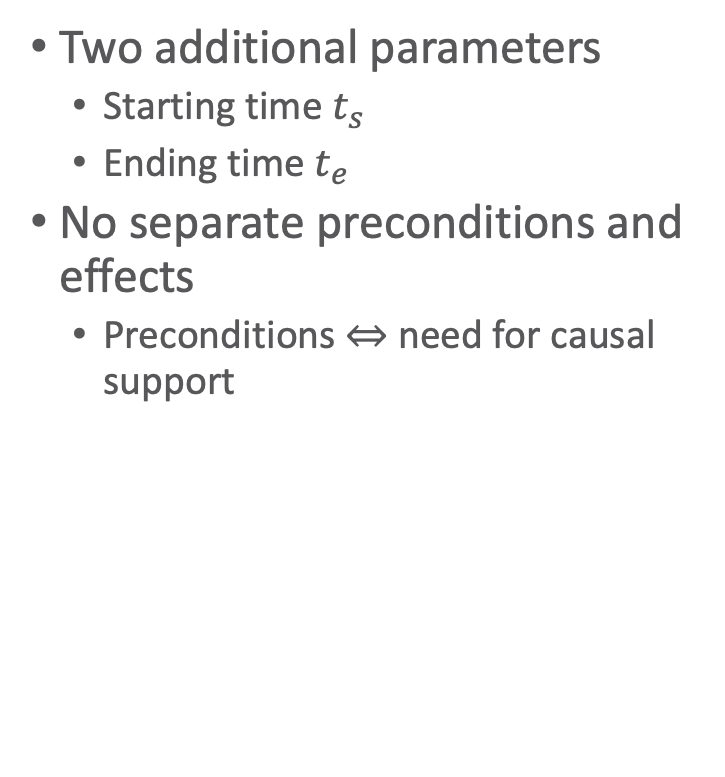 • Two additional parameters
• Starting time tₛ
• Ending time tₑ
• No separate preconditions and
effects
• Preconditions ⇔ need for causal
support